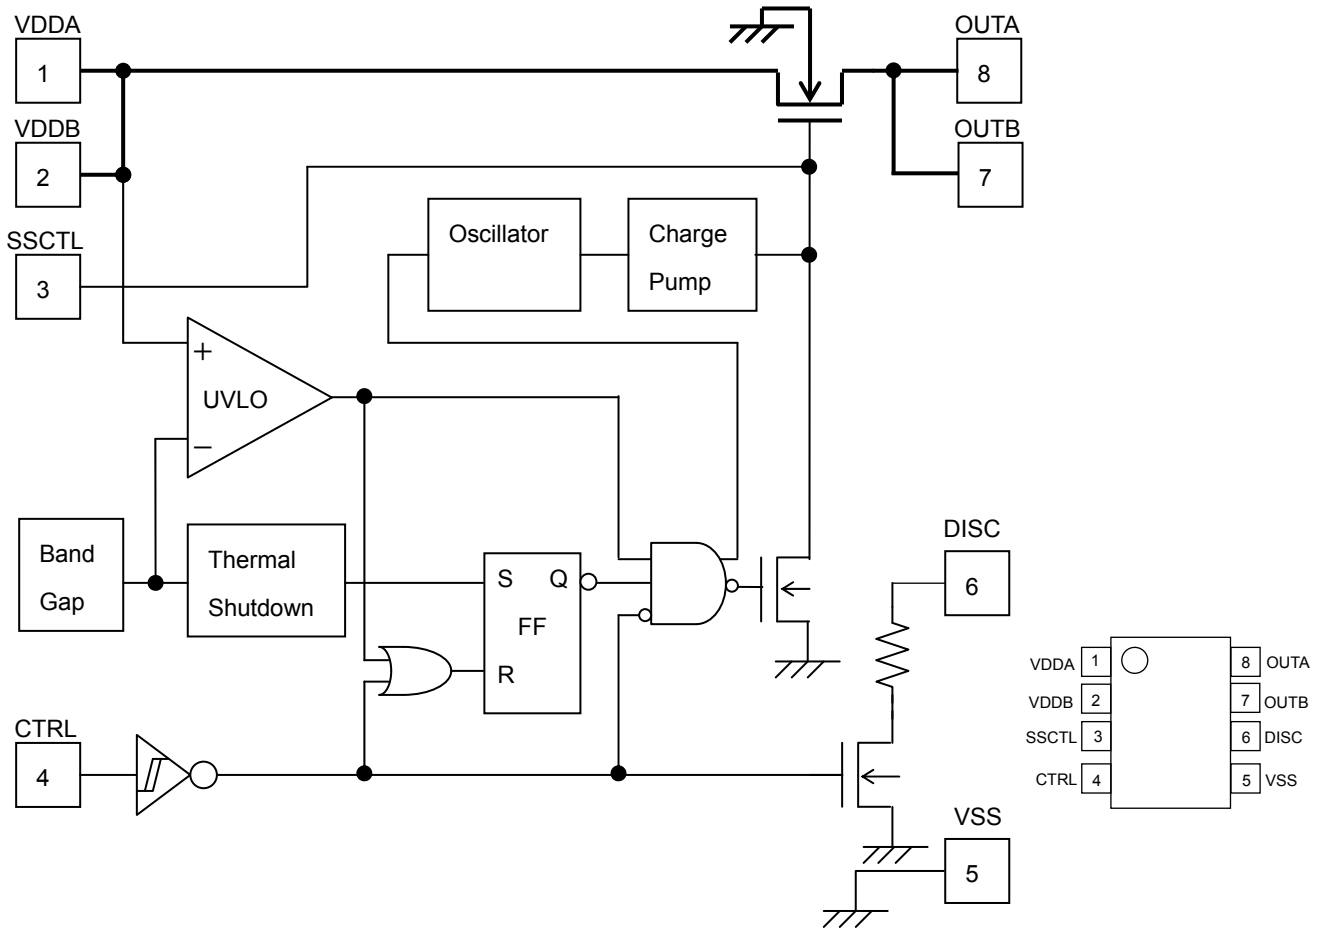 VDDA
1
VDDB
2
SSCTL
3
OUTA
8
OUTB
7
Oscillator
Charge
Pump
+
UVLO
−
Band
Gap
Thermal
Shutdown
S Q
FF
R
DISC
6
CTRL
4
VSS
5
VDDA 1
8 OUTA
VDDB 2
7 OUTB
SSCTL 3
6 DISC
CTRL 4
5 VSS